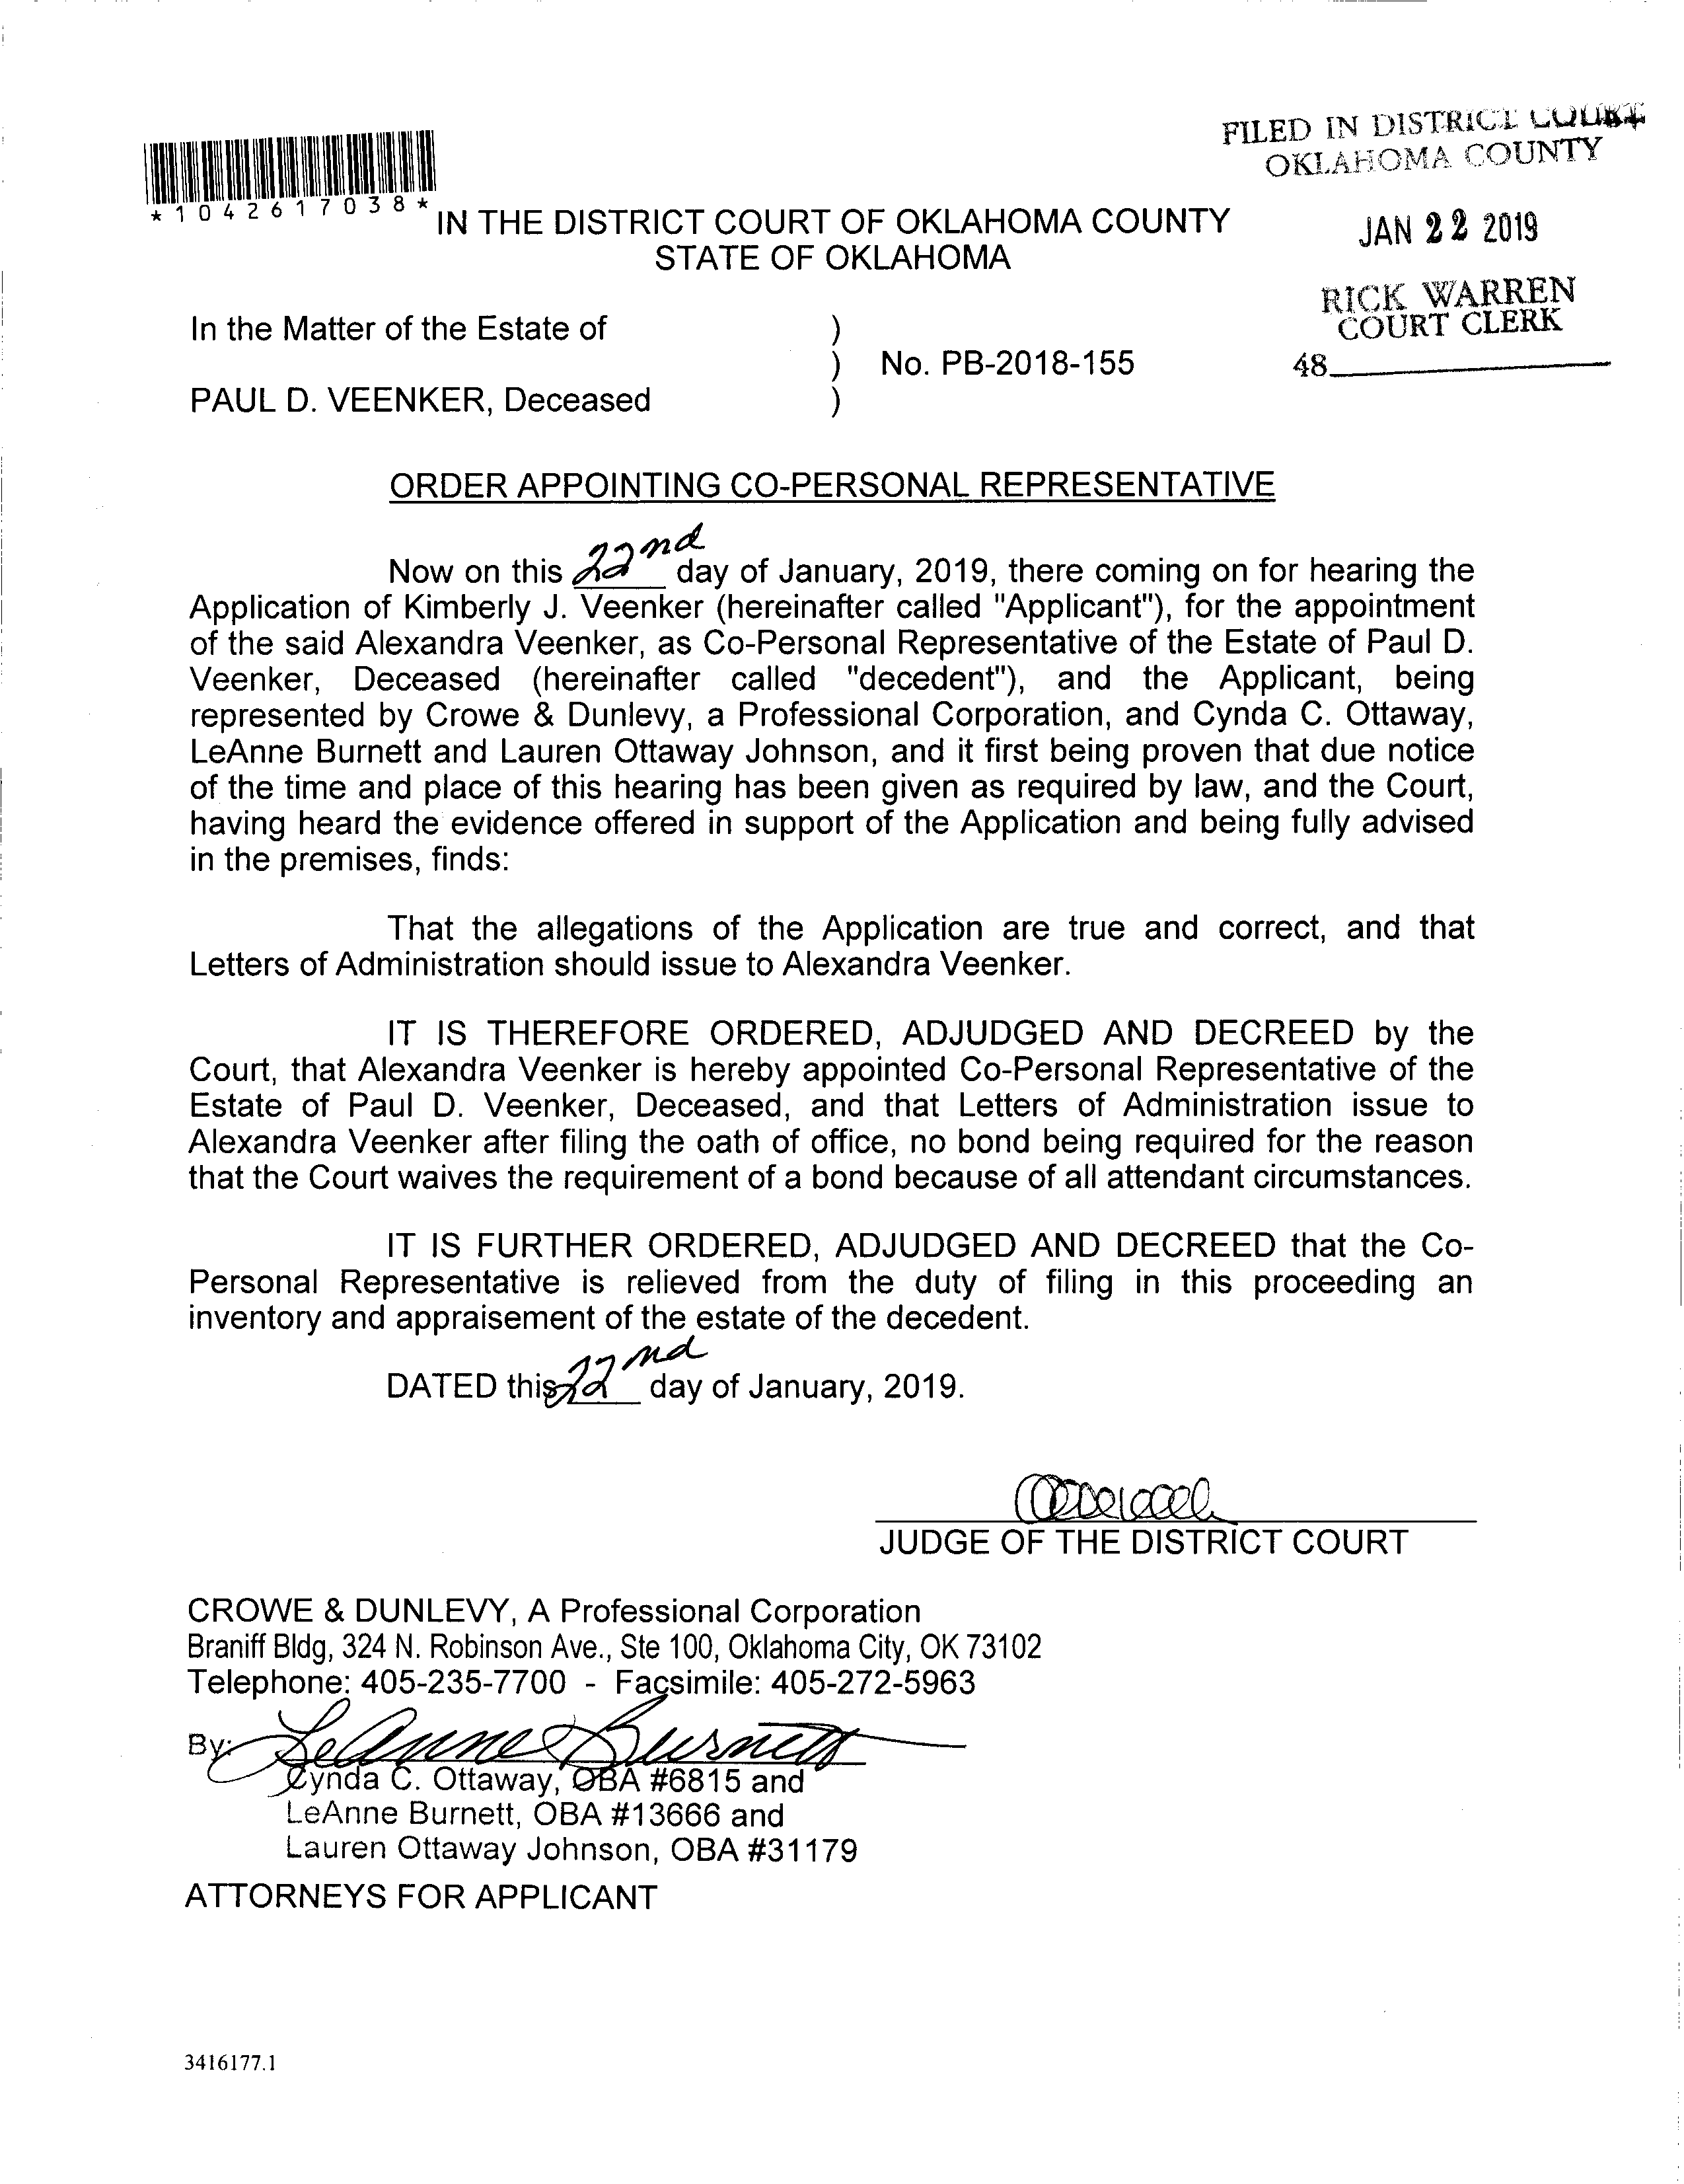 FILED IN DISTRICT COURT
OKLAHOMA COUNTY
*1042617038*
IN THE DISTRICT COURT OF OKLAHOMA COUNTY
STATE OF OKLAHOMA
JAN 22 2019
RICK WARREN
COURT CLERK
48
In the Matter of the Estate of )
) No. PB-2018-155
PAUL D. VEENKER, Deceased )
ORDER APPOINTING CO-PERSONAL REPRESENTATIVE
Now on this 22nd day of January, 2019, there coming on for hearing the
Application of Kimberly J. Veenker (hereinafter called "Applicant"), for the appointment
of the said Alexandra Veenker, as Co-Personal Representative of the Estate of Paul D.
Veenker, Deceased (hereinafter called "decedent"), and the Applicant, being
represented by Crowe & Dunlevy, a Professional Corporation, and Cynda C. Ottaway,
LeAnne Burnett and Lauren Ottaway Johnson, and it first being proven that due notice
of the time and place of this hearing has been given as required by law, and the Court,
having heard the evidence offered in support of the Application and being fully advised
in the premises, finds:
That the allegations of the Application are true and correct, and that
Letters of Administration should issue to Alexandra Veenker.
IT IS THEREFORE ORDERED, ADJUDGED AND DECREED by the
Court, that Alexandra Veenker is hereby appointed Co-Personal Representative of the
Estate of Paul D. Veenker, Deceased, and that Letters of Administration issue to
Alexandra Veenker after filing the oath of office, no bond being required for the reason
that the Court waives the requirement of a bond because of all attendant circumstances.
IT IS FURTHER ORDERED, ADJUDGED AND DECREED that the Co-
Personal Representative is relieved from the duty of filing in this proceeding an
inventory and appraisement of the estate of the decedent.
DATED this 22nd day of January, 2019.
JUDGE OF THE DISTRICT COURT
CROWE & DUNLEVY, A Professional Corporation
Braniff Bldg, 324 N. Robinson Ave., Ste 100, Oklahoma City, OK 73102
Telephone: 405-235-7700 - Facsimile: 405-272-5963
By: LeAnne Burnett
Cynda C. Ottaway, OBA #6815 and
LeAnne Burnett, OBA #13666 and
Lauren Ottaway Johnson, OBA #31179
ATTORNEYS FOR APPLICANT
3416177.1